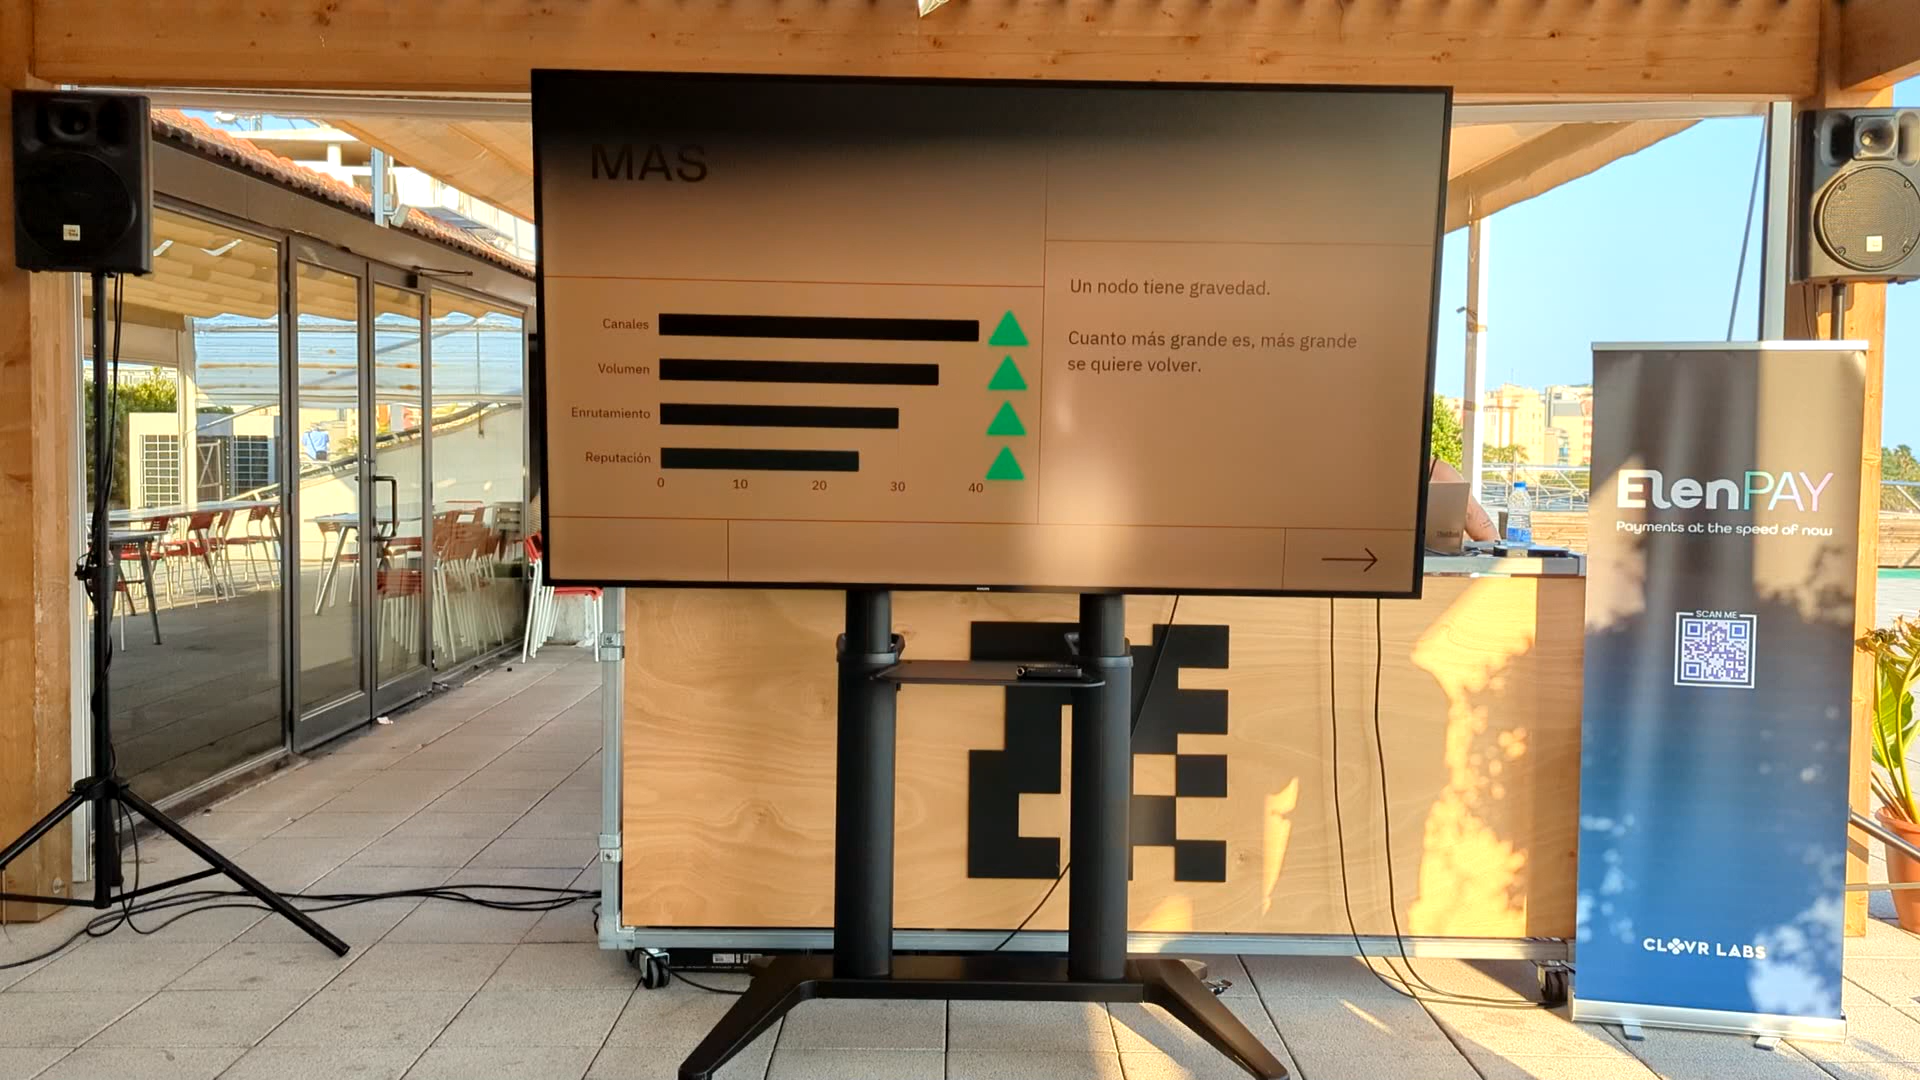 MAS
Un nodo tiene gravedad.
Cuanto más grande es, más grande
se quiere volver.
Canales
Volumen
Enrutamiento
Reputación
0 10 20 30 40
ElenPAY
Payments at the speed of now
SCAN ME
CLOVR LABS